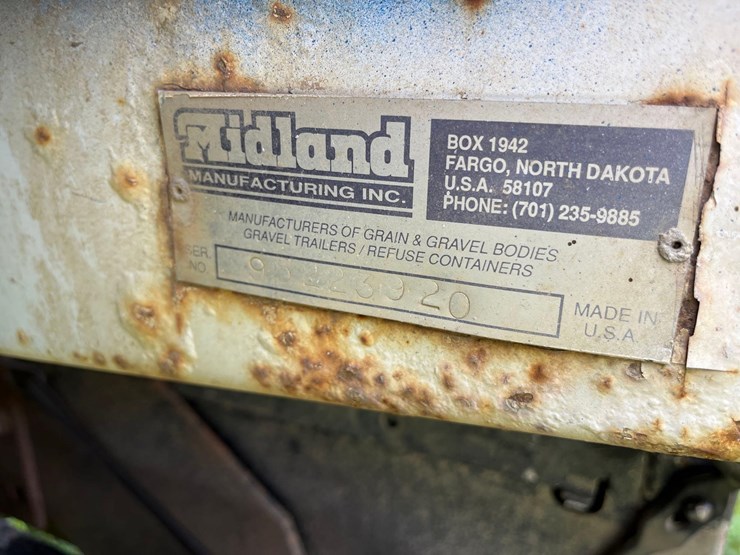 Midland
MANUFACTURING INC.
BOX 1942
FARGO, NORTH DAKOTA
U.S.A. 58107
PHONE: (701) 235-9885
MANUFACTURERS OF GRAIN & GRAVEL BODIES
GRAVEL TRAILERS / REFUSE CONTAINERS
SER.
NO.
MADE IN
U.S.A